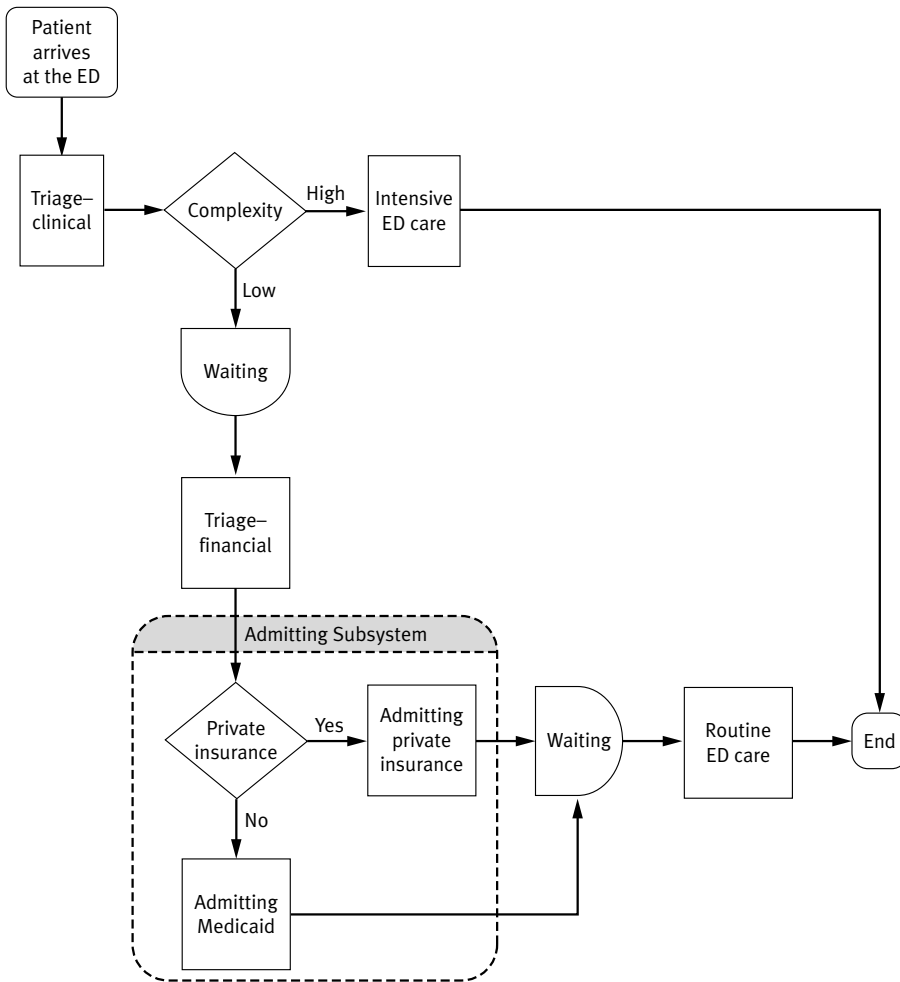 Patient
arrives
at the ED
Triage–
clinical
Complexity
High
Intensive
ED care
Low
Waiting
Triage–
financial
Admitting Subsystem
Private
insurance
Yes
Admitting
private
insurance
Waiting
Routine
ED care
End
No
Admitting
Medicaid